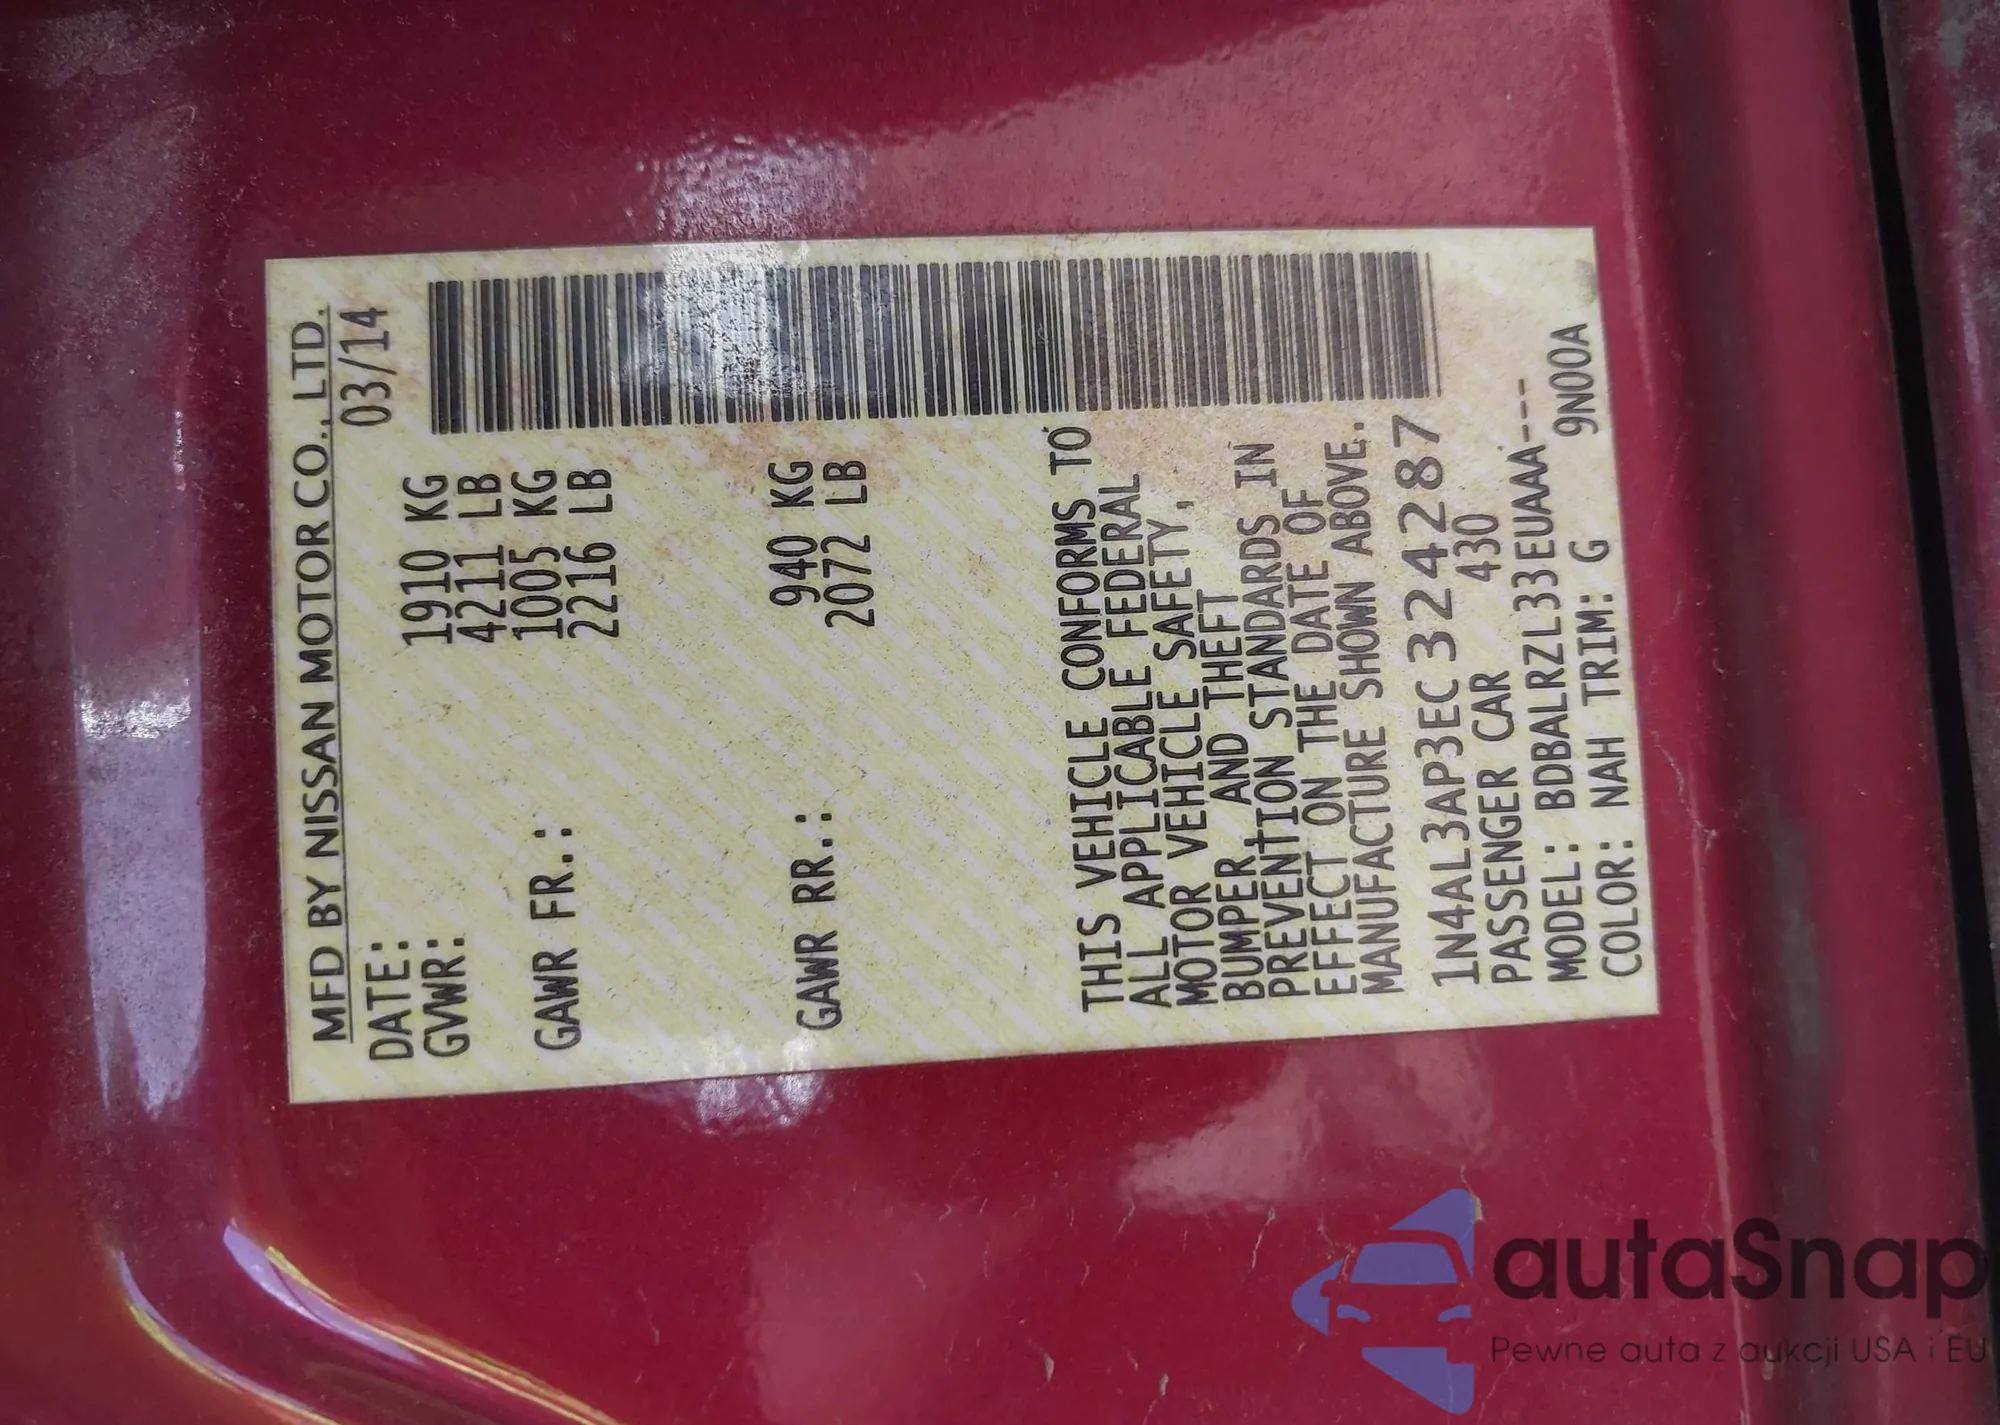 MFD BY NISSAN MOTOR CO., LTD.
DATE: 03/14
GVWR: 1910 KG
4211 LB
GAWR FR.: 1005 KG
2216 LB
GAWR RR.: 940 KG
2072 LB
THIS VEHICLE CONFORMS TO
ALL APPLICABLE FEDERAL
MOTOR VEHICLE SAFETY,
BUMPER AND THEFT
PREVENTION STANDARDS IN
EFFECT ON THE DATE OF
MANUFACTURE SHOWN ABOVE.
1N4AL3AP3EC324287
PASSENGER CAR 430
MODEL: BDBALRZL33EUAAA---
COLOR: NAH TRIM: G 9N00A
autaSnap
Pewne auta z aukcji USA i EU